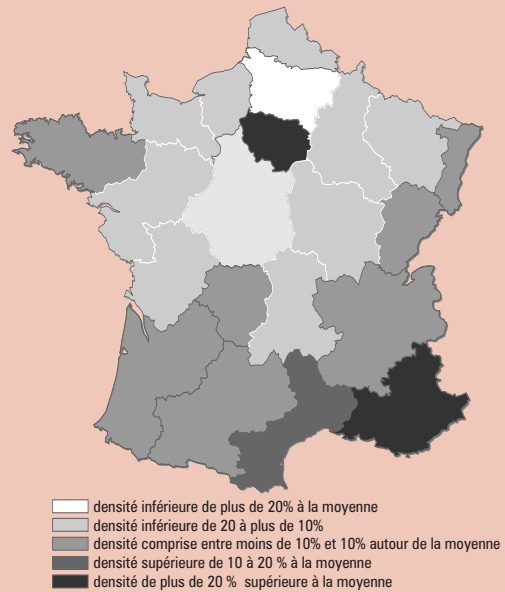 densité inférieure de plus de 20% à la moyenne
densité inférieure de 20 à plus de 10%
densité comprise entre moins de 10% et 10% autour de la moyenne
densité supérieure de 10 à 20 % à la moyenne
densité de plus de 20 % supérieure à la moyenne